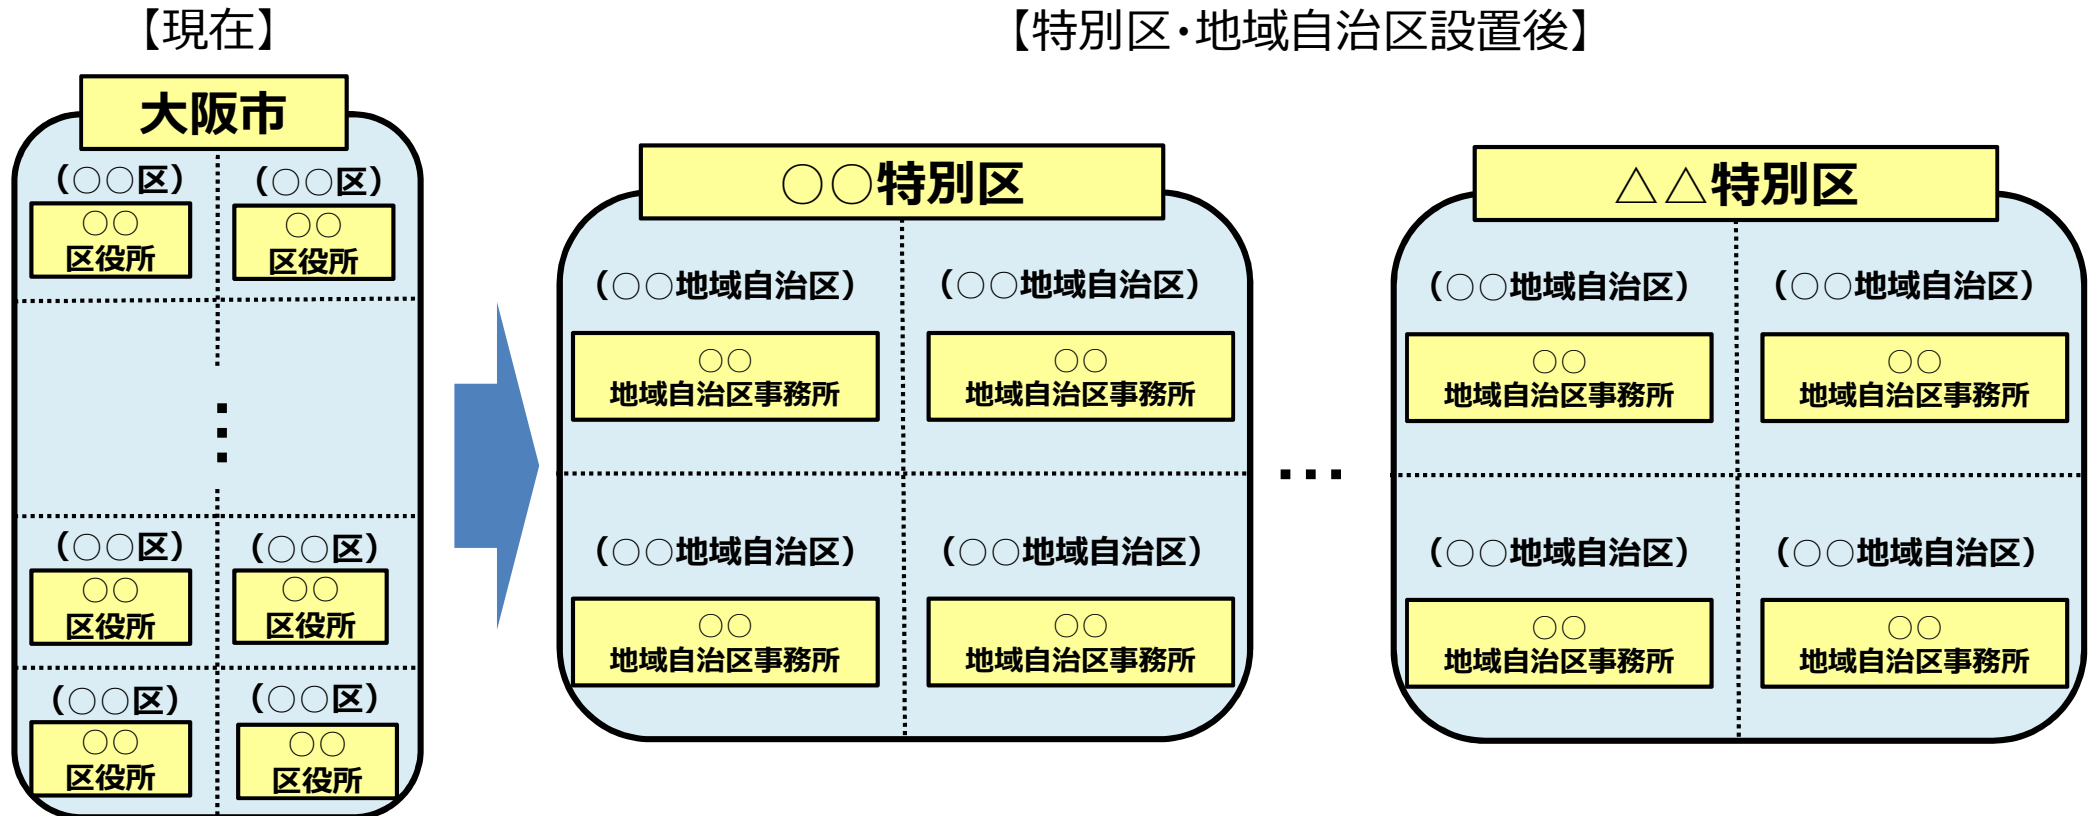 【現在】
【特別区・地域自治区設置後】
大阪市
(○○区) (○○区)
○○
区役所
○○
区役所
(○○区) (○○区)
○○
区役所
○○
区役所
(○○区) (○○区)
○○
区役所
○○
区役所
○○特別区
(○○地域自治区) (○○地域自治区)
○○
地域自治区事務所
○○
地域自治区事務所
(○○地域自治区) (○○地域自治区)
○○
地域自治区事務所
○○
地域自治区事務所
…
△△特別区
(○○地域自治区) (○○地域自治区)
○○
地域自治区事務所
○○
地域自治区事務所
(○○地域自治区) (○○地域自治区)
○○
地域自治区事務所
○○
地域自治区事務所